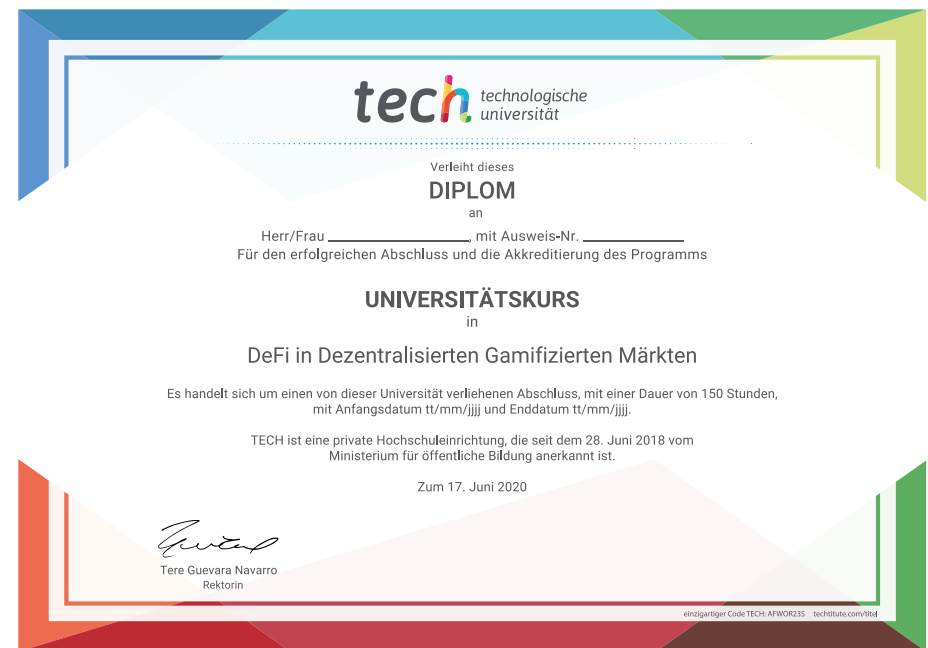 tech technologische
universität
Verleiht dieses
DIPLOM
an
Herr/Frau ____________, mit Ausweis-Nr. ____________
Für den erfolgreichen Abschluss und die Akkreditierung des Programms
UNIVERSITÄTSKURS
in
DeFi in Dezentralisierten Gamifizierten Märkten
Es handelt sich um einen von dieser Universität verliehenen Abschluss, mit einer Dauer von 150 Stunden,
mit Anfangsdatum tt/mm/jjjj und Enddatum tt/mm/jjjj.
TECH ist eine private Hochschuleinrichtung, die seit dem 28. Juni 2018 vom
Ministerium für öffentliche Bildung anerkannt ist.
Zum 17. Juni 2020
Tere Guevara Navarro
Rektorin
einzigartiger Code TECH: AFWOR23S techtitute.com/titel